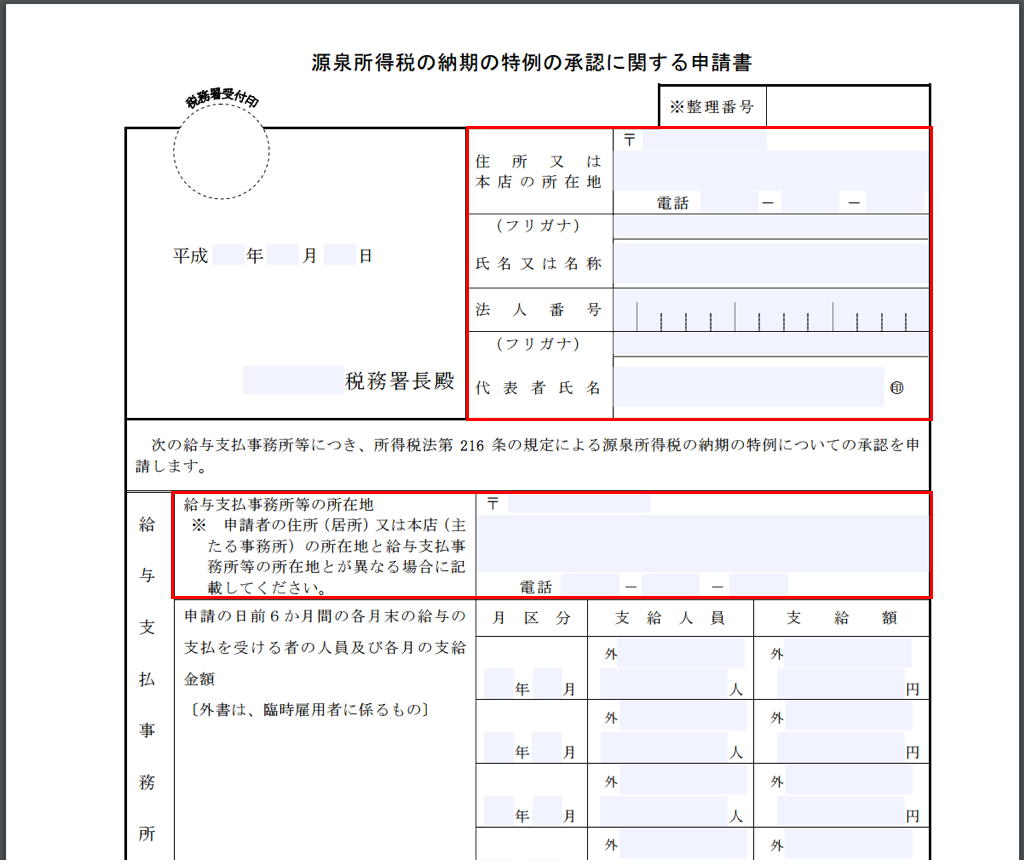 源泉所得税の納期の特例の承認に関する申請書
税務署受付印
※整理番号
平成 年 月 日
税務署長殿
住所又は
本店の所在地
〒
電話 － －
(フリガナ)
氏名又は名称
法人番号
(フリガナ)
代表者氏名
㊞
次の給与支払事務所等につき、所得税法第 216 条の規定による源泉所得税の納期の特例についての承認を申
請します。
給与支払事務所
給与支払事務所等の所在地
※ 申請者の住所（居所）又は本店（主
たる事務所）の所在地と給与支払事
務所等の所在地とが異なる場合に記
載してください。
〒
電話 － －
申請の日前６か月間の各月末の給与の
支払を受ける者の人員及び各月の支給
金額
〔外書は、臨時雇用者に係るもの〕
月区分 支給人員 支給額
外 外
年 月 人 円
外 外
年 月 人 円
外 外
年 月 人 円
外 外